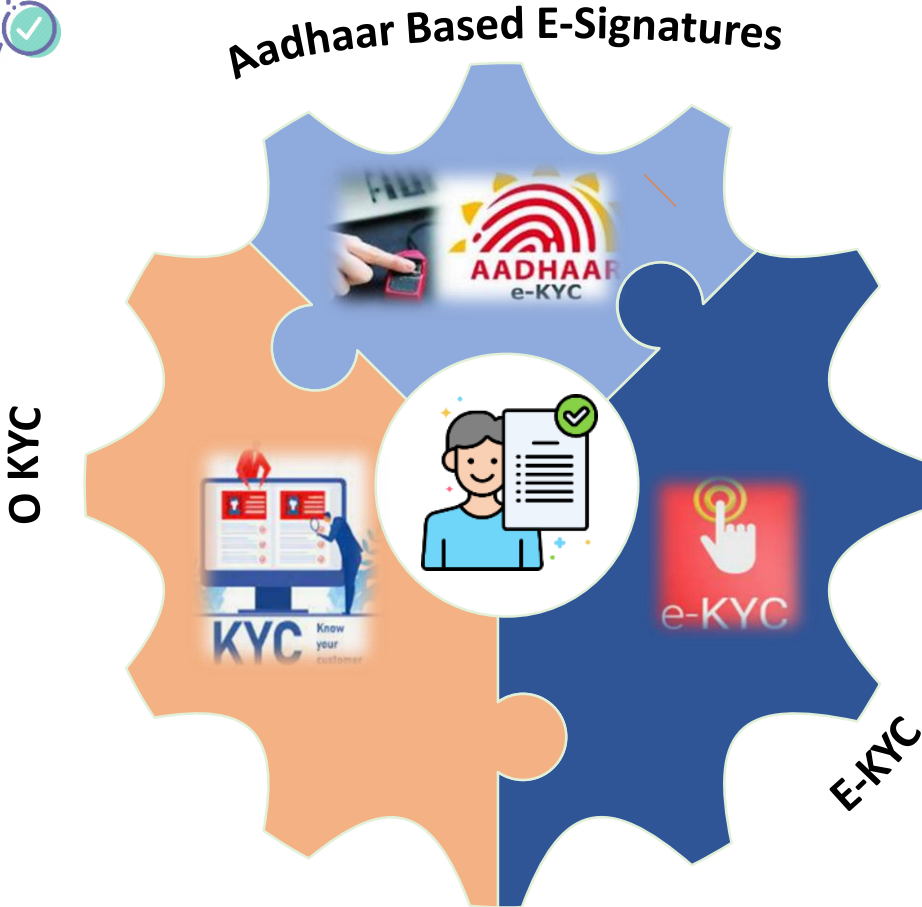 Aadhaar Based E-Signatures
AADHAAR
e-KYC
O KYC
KYC
Know
your
customer
e-KYC
E-KYC